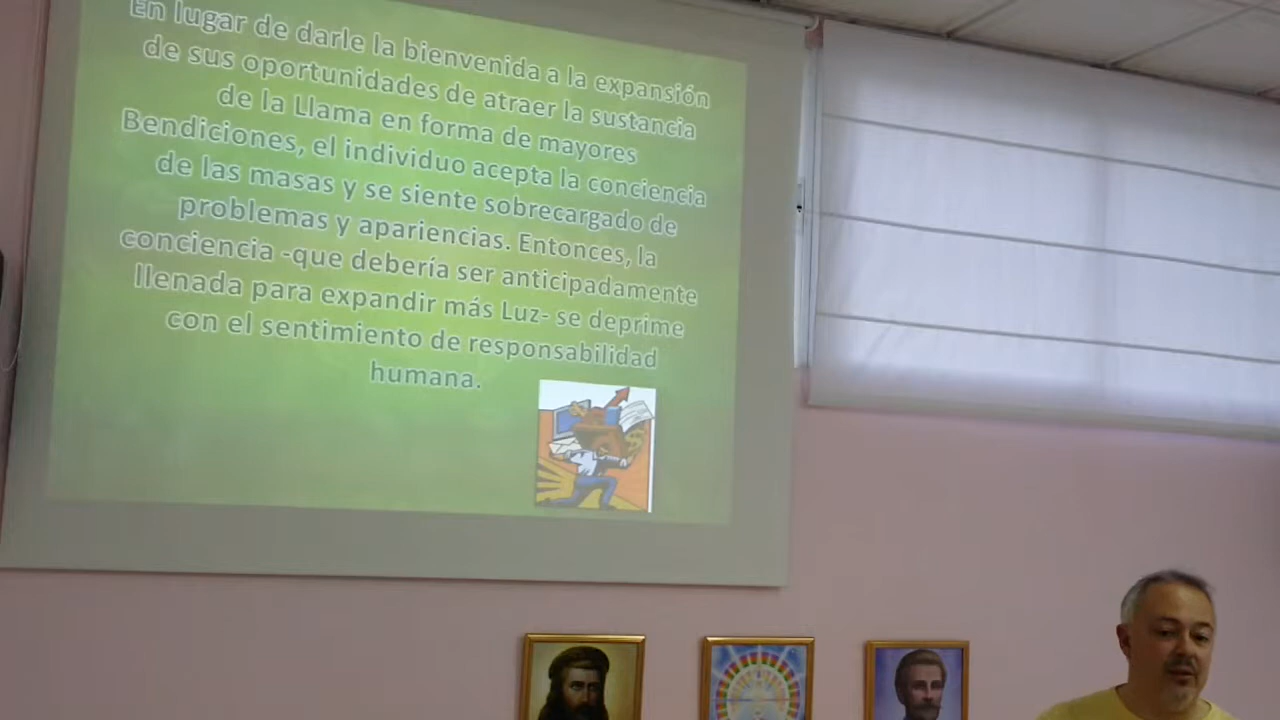 En lugar de darle la bienvenida a la expansión
de sus oportunidades de atraer la sustancia
de la Llama en forma de mayores
Bendiciones, el individuo acepta la conciencia
de las masas y se siente sobrecargado de
problemas y apariencias. Entonces, la
conciencia -que debería ser anticipadamente
llenada para expandir más Luz- se deprime
con el sentimiento de responsabilidad
humana.